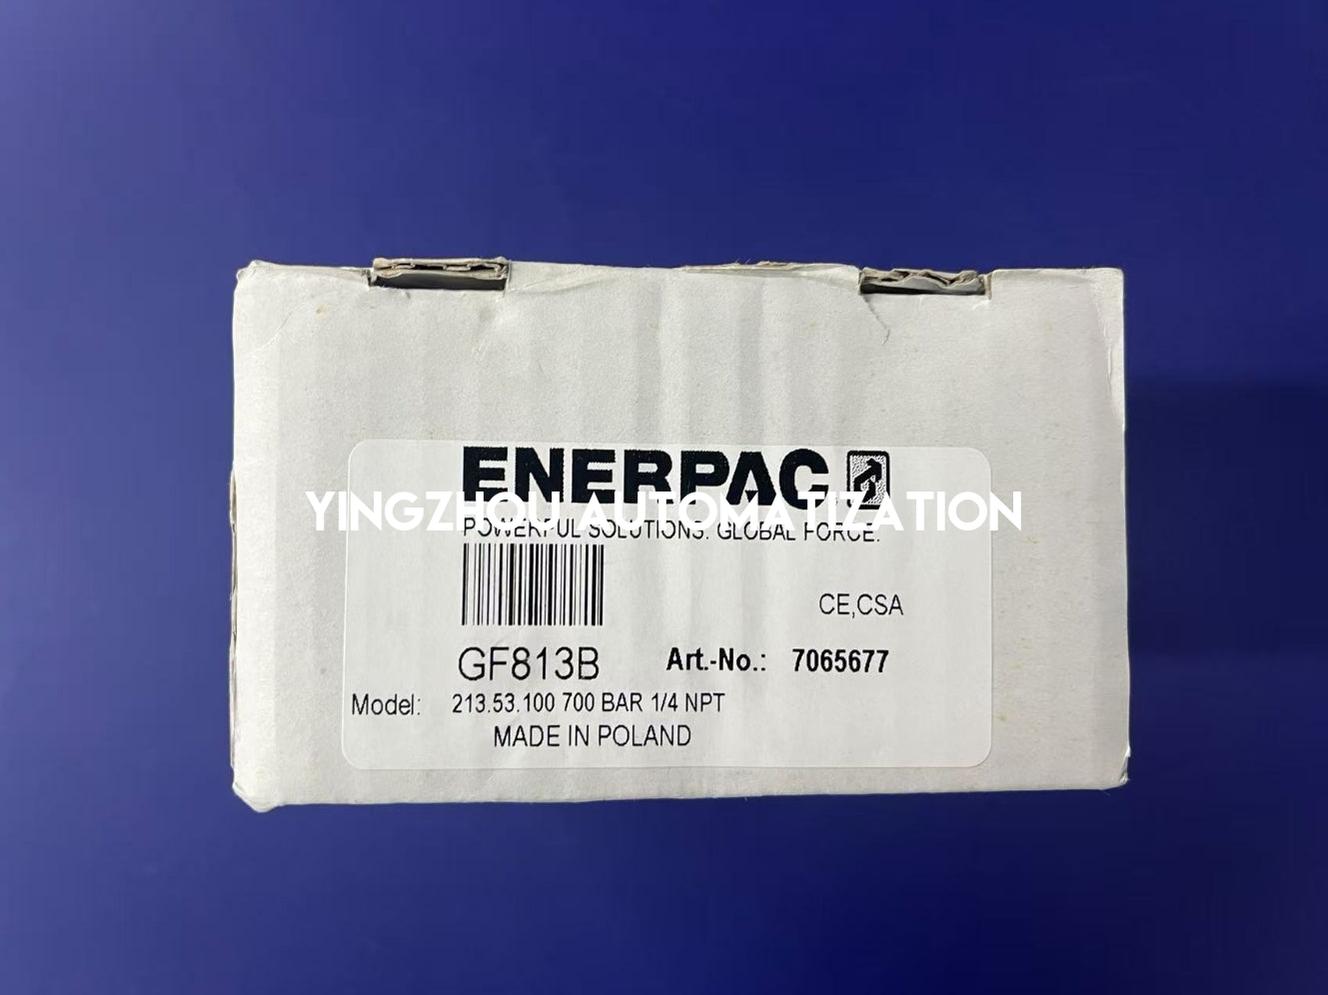 ENERPAC
YINGZHOU AUTOMATIZATION
POWERFUL SOLUTIONS. GLOBAL FORCE.
CE,CSA
GF813B Art.-No.: 7065677
Model: 213.53.100 700 BAR 1/4 NPT
MADE IN POLAND